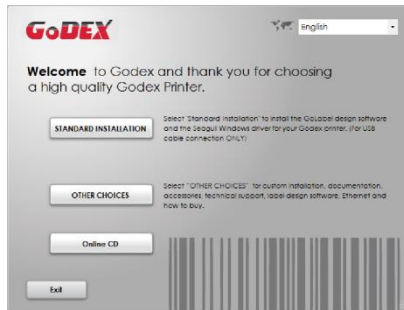 GoDEX
English
Welcome to Godex and thank you for choosing
a high quality Godex Printer.
STANDARD INSTALLATION
Select "Standard Installation" to install the GoLabel design software
and the Seagull Windows driver for your Godex printer. (For USB
cable connection ONLY)
OTHER CHOICES
Select "OTHER CHOICES" for custom installation, documentation,
accessories, technical support, label design software, Ethernet and
how to buy.
Online CD
Exit